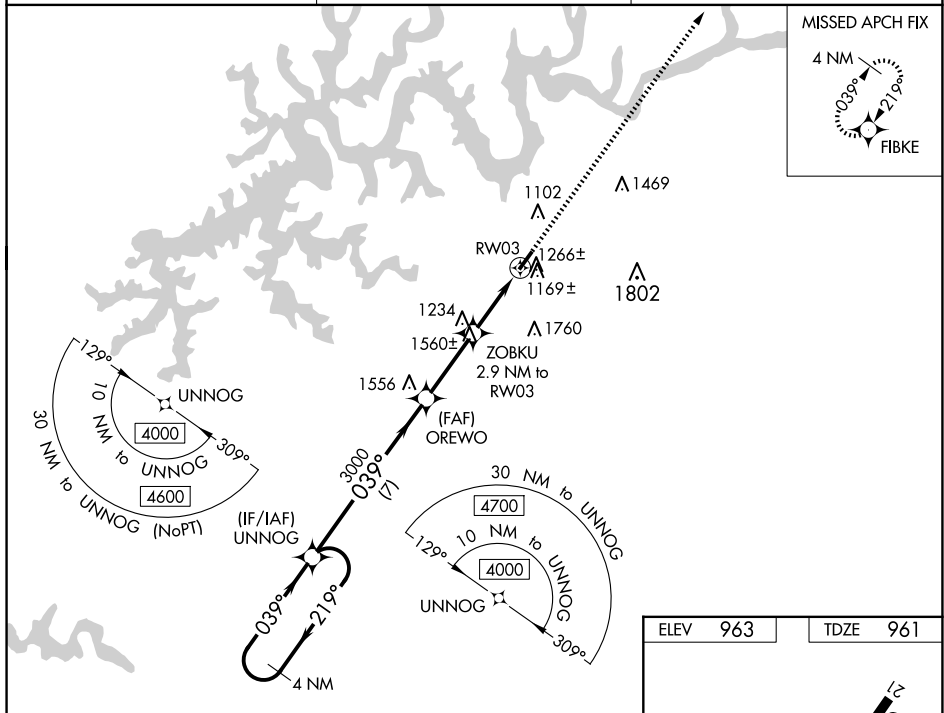 MISSED APCH FIX
4 NM
039°
219°
FIBKE
1102
1469
RW03
1266±
1169±
1802
1234
1560±
1760
ZOBKU
2.9 NM to
RW03
1556
(FAF)
OREWO
129°
UNNOG
10 NM to UNNOG
4000
309°
30 NM to UNNOG (NoPT)
4600
3000
039°
(7)
(IF/IAF)
UNNOG
30 NM to UNNOG
4700
129°
10 NM to UNNOG
4000
UNNOG
309°
039°
219°
4 NM
ELEV 963
TDZE 961
21